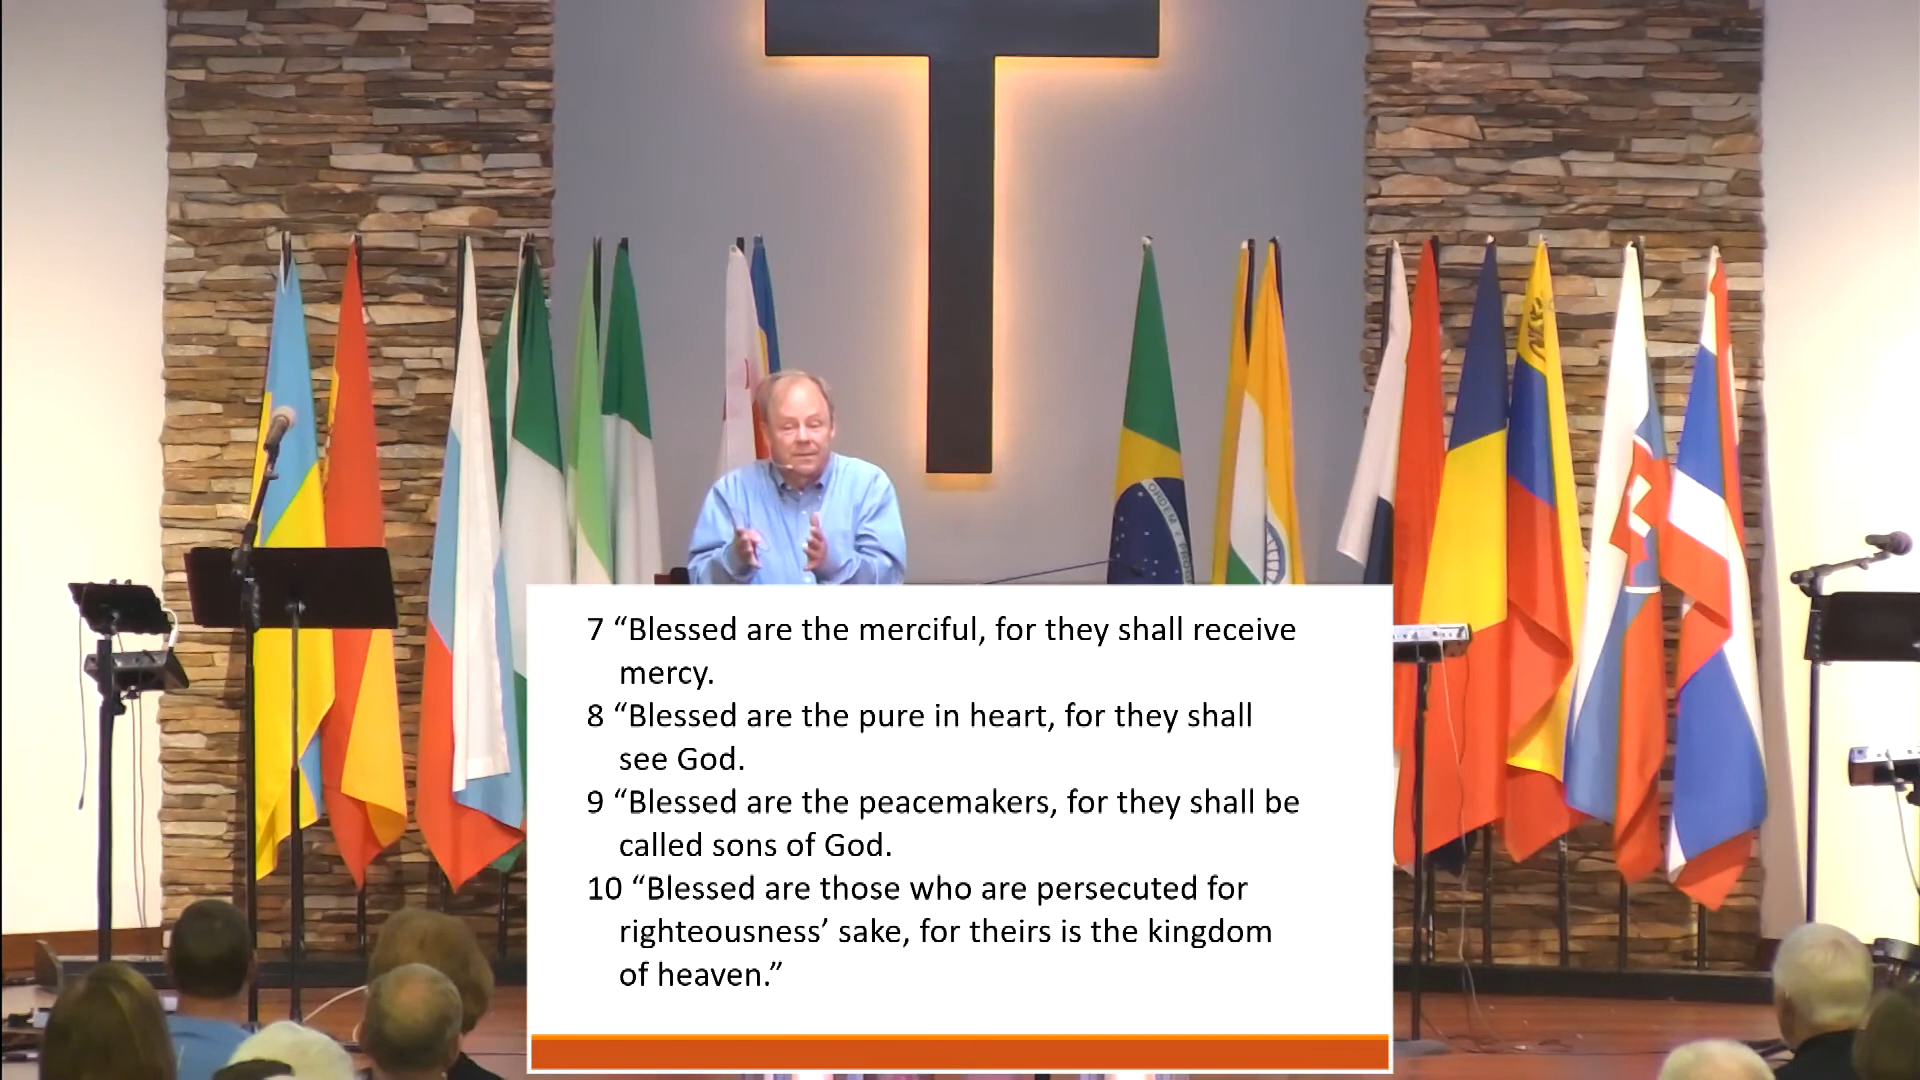 ORDEM E PROGR
7 “Blessed are the merciful, for they shall receive
mercy.
8 “Blessed are the pure in heart, for they shall
see God.
9 “Blessed are the peacemakers, for they shall be
called sons of God.
10 “Blessed are those who are persecuted for
righteousness’ sake, for theirs is the kingdom
of heaven.”